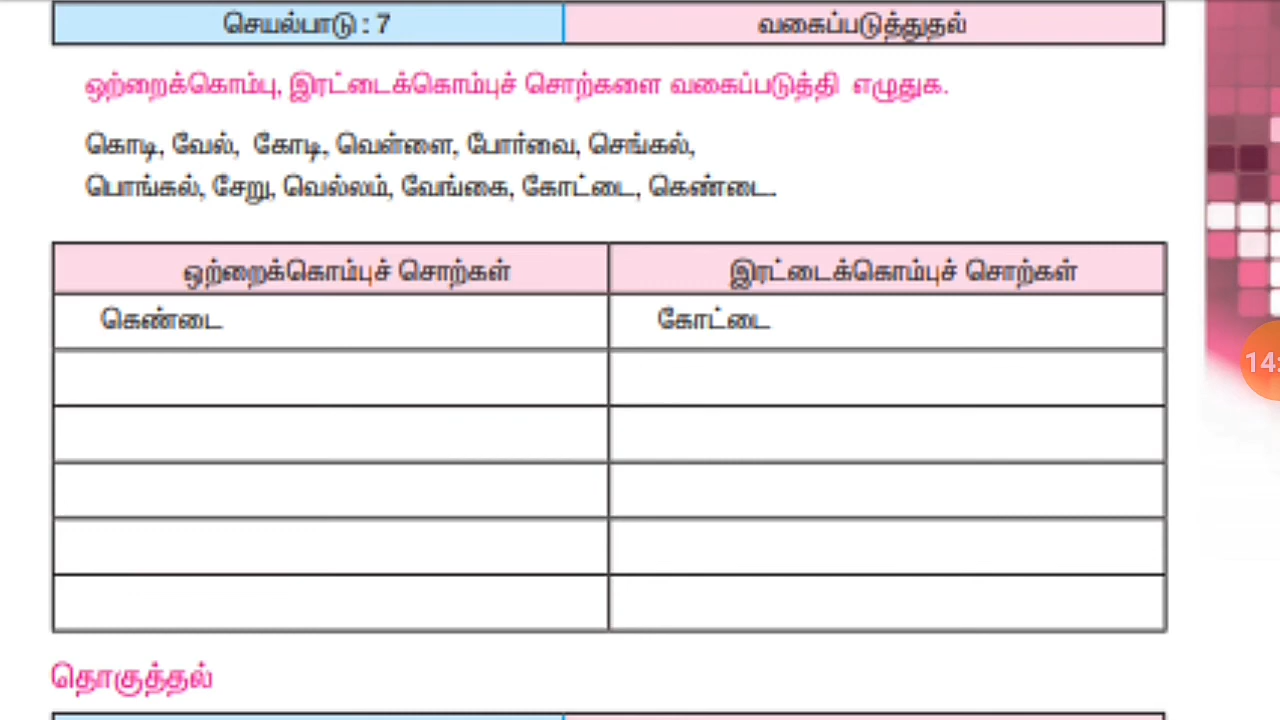 செயல்பாடு : 7 வகைப்படுத்துதல்
ஒற்றைக்கொம்பு, இரட்டைக்கொம்புச் சொற்களை வகைப்படுத்தி எழுதுக.
கொடி, வேல், கோடி, வெள்ளை, போர்வை, செங்கல்,
பொங்கல், சேறு, வெல்லம், வேங்கை, கோட்டை, கெண்டை.
ஒற்றைக்கொம்புச் சொற்கள் இரட்டைக்கொம்புச் சொற்கள்
கெண்டை கோட்டை
தொகுத்தல்